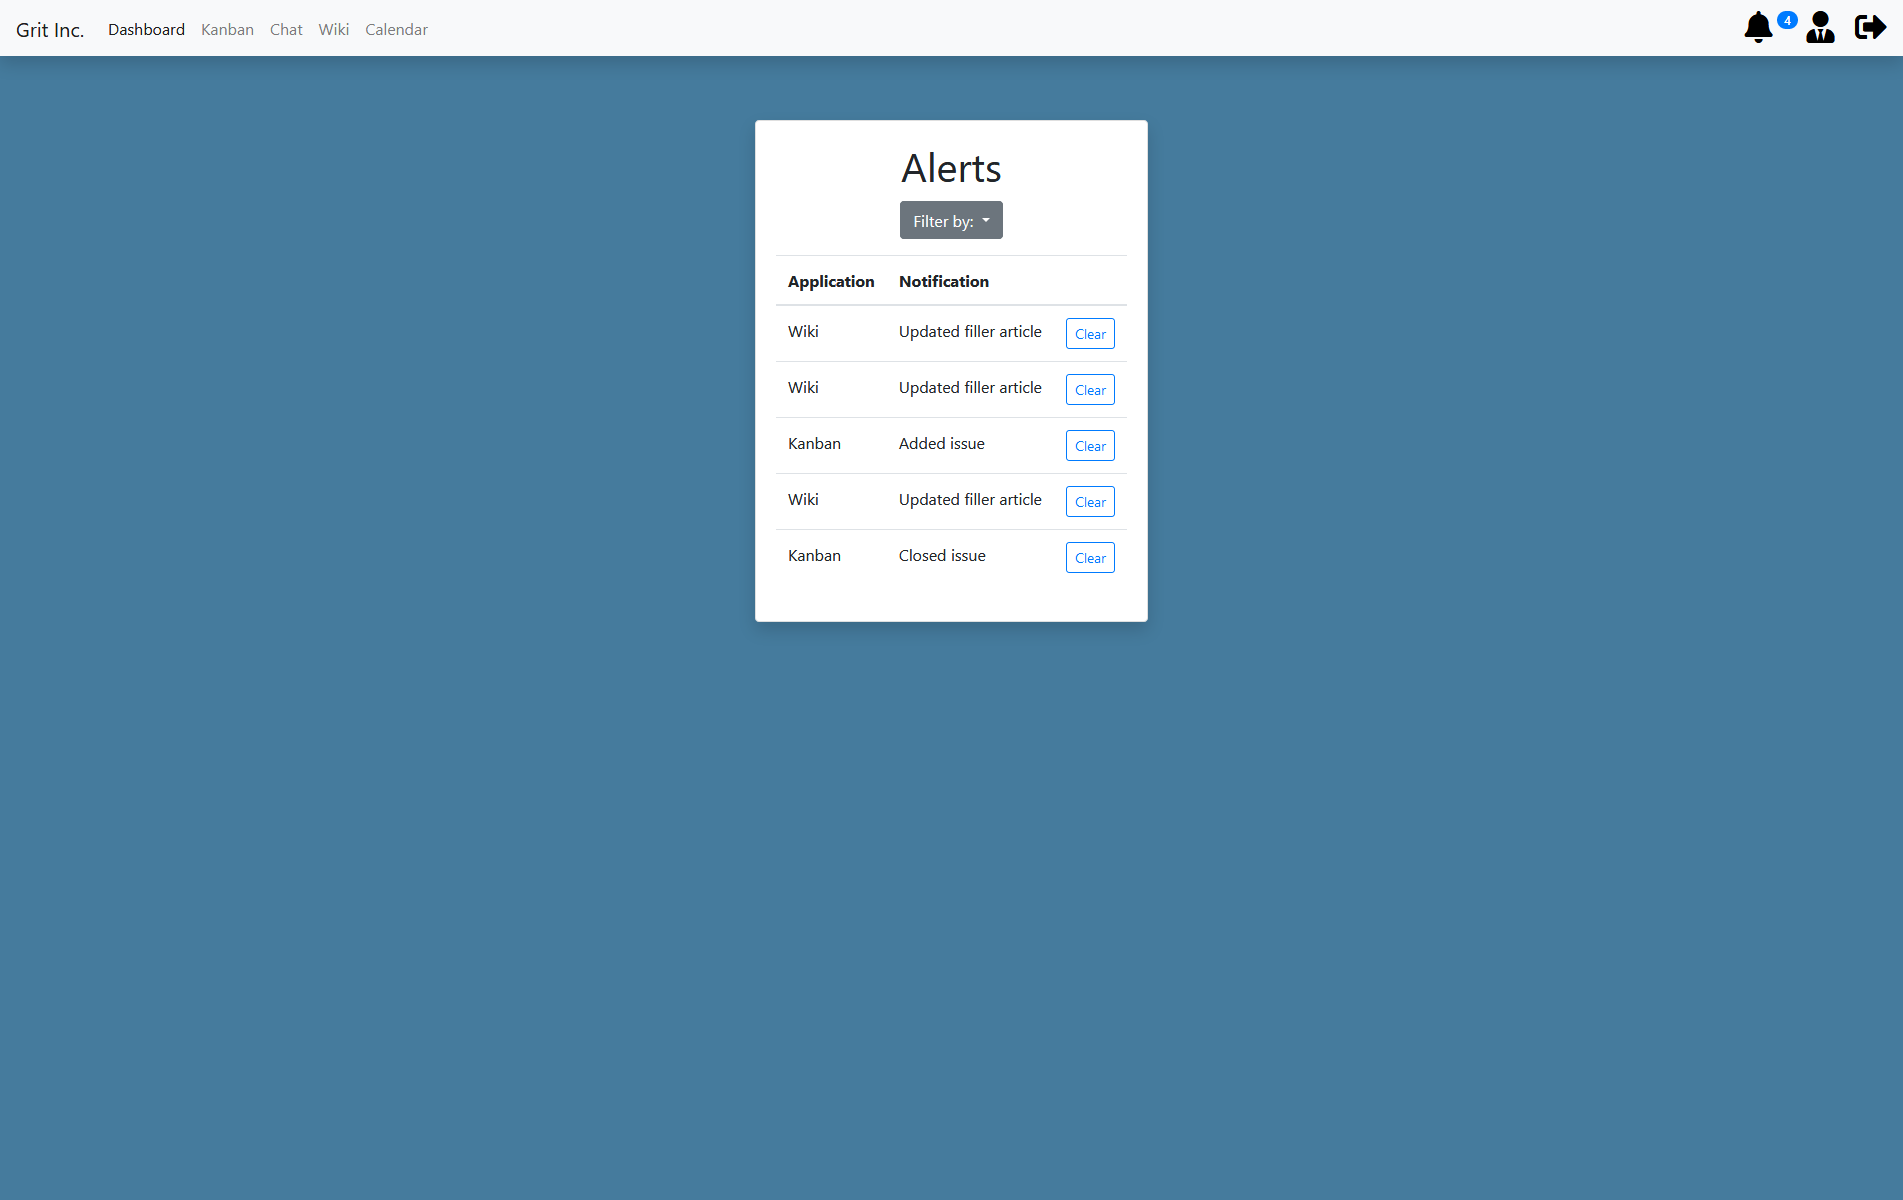 Grit Inc. Dashboard Kanban Chat Wiki Calendar 4
Alerts
Filter by:
Application Notification
Wiki Updated filler article Clear
Wiki Updated filler article Clear
Kanban Added issue Clear
Wiki Updated filler article Clear
Kanban Closed issue Clear